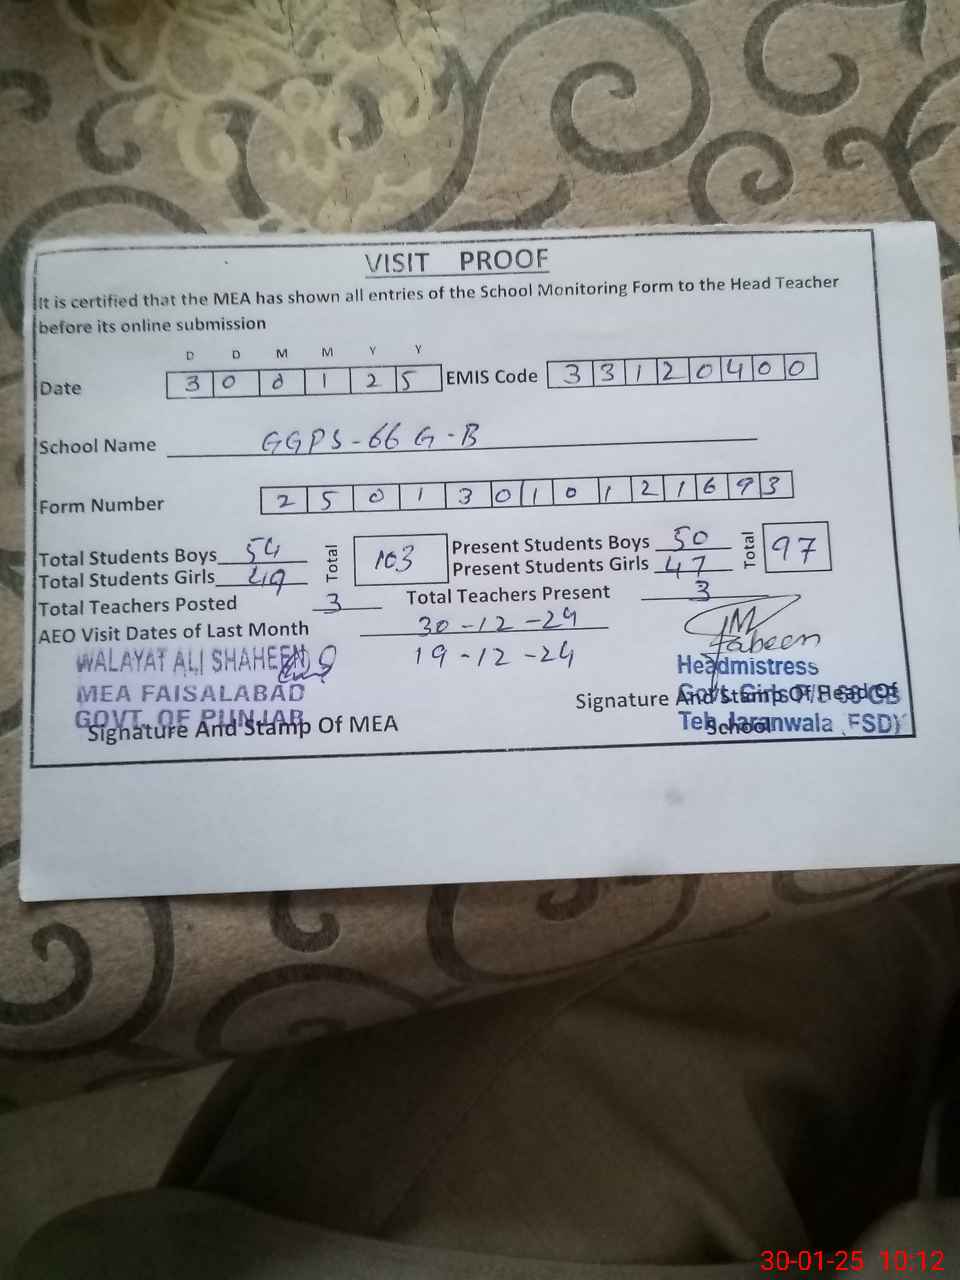 VISIT PROOF
It is certified that the MEA has shown all entries of the School Monitoring Form to the Head Teacher
before its online submission
D D M M Y Y
Date 3 0 0 1 2 5 EMIS Code 3 3 1 2 0 4 0 0
School Name GGPS-66 G-B
Form Number 2 5 0 1 3 0 1 0 1 2 1 6 9 3
Total Students Boys 54 Total 103 Present Students Boys 50 Total 97
Total Students Girls 49 Present Students Girls 47
Total Teachers Posted 3 Total Teachers Present 3
AEO Visit Dates of Last Month 30-12-24
19-12-24
WALAYAT ALI SHAHEEN
MEA FAISALABAD
GOVT. OF PUNJAB
Signature And Stamp Of MEA
Headmistress
Signature And Stamp Of Head Of
School
Govt. Girls GB
Teh Jaranwala (FSD)
30-01-25 10:12